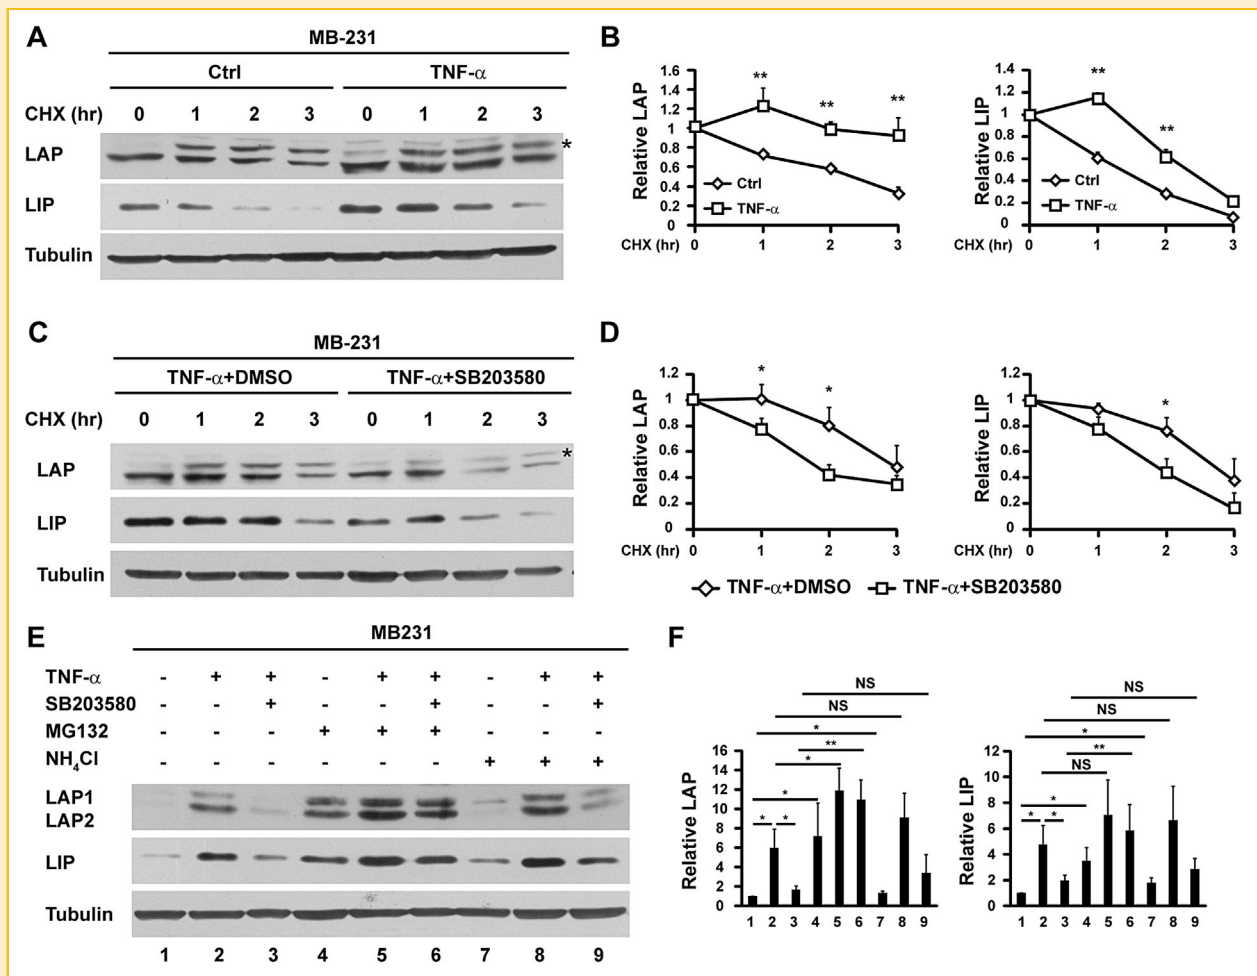 A
MB-231
Ctrl TNF-α
CHX (hr) 0 1 2 3 0 1 2 3
LAP *
LIP
Tubulin
B
Relative LAP
1.6
1.4
1.2
1
0.8
0.6
0.4
0.2
0
** ** **
Ctrl
TNF-α
CHX (hr) 0 1 2 3
Relative LIP
1.4
1.2
1
0.8
0.6
0.4
0.2
0
** **
Ctrl
TNF-α
CHX (hr) 0 1 2 3
C
MB-231
TNF-α+DMSO TNF-α+SB203580
CHX (hr) 0 1 2 3 0 1 2 3
LAP *
LIP
Tubulin
D
Relative LAP
1.2
1
0.8
0.6
0.4
0.2
0
* *
CHX (hr) 0 1 2 3
Relative LIP
1.2
1
0.8
0.6
0.4
0.2
0
*
CHX (hr) 0 1 2 3
TNF-α+DMSO TNF-α+SB203580
E
MB231
TNF-α - + + - + + - + +
SB203580 - - + - - + - - +
MG132 - - - + + + - - -
NH4Cl - - - - - - + + +
LAP1
LAP2
LIP
Tubulin
1 2 3 4 5 6 7 8 9
F
NS
NS
*
**
*
*
* *
Relative LAP
16
14
12
10
8
6
4
2
0
1 2 3 4 5 6 7 8 9
NS
NS
*
**
NS
*
* *
Relative LIP
12
10
8
6
4
2
0
1 2 3 4 5 6 7 8 9